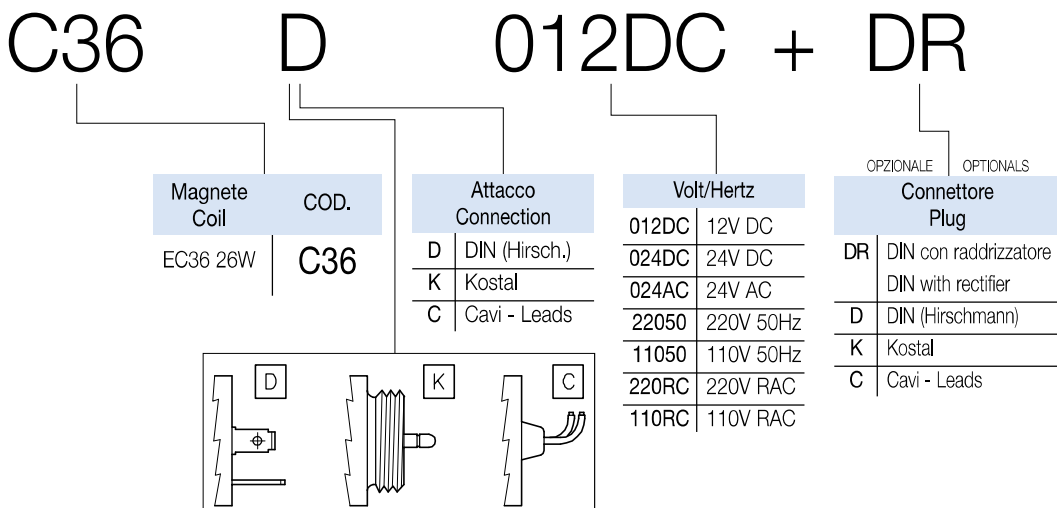 C36 D 012DC + DR
OPZIONALE OPTIONALS
Magnete
Coil
COD.
EC36 26W
C36
Attacco
Connection
D DIN (Hirsch.)
K Kostal
C Cavi - Leads
Volt/Hertz
012DC 12V DC
024DC 24V DC
024AC 24V AC
22050 220V 50Hz
11050 110V 50Hz
220RC 220V RAC
110RC 110V RAC
Connettore
Plug
DR DIN con raddrizzatore
DIN with rectifier
D DIN (Hirschmann)
K Kostal
C Cavi - Leads
D
K
C